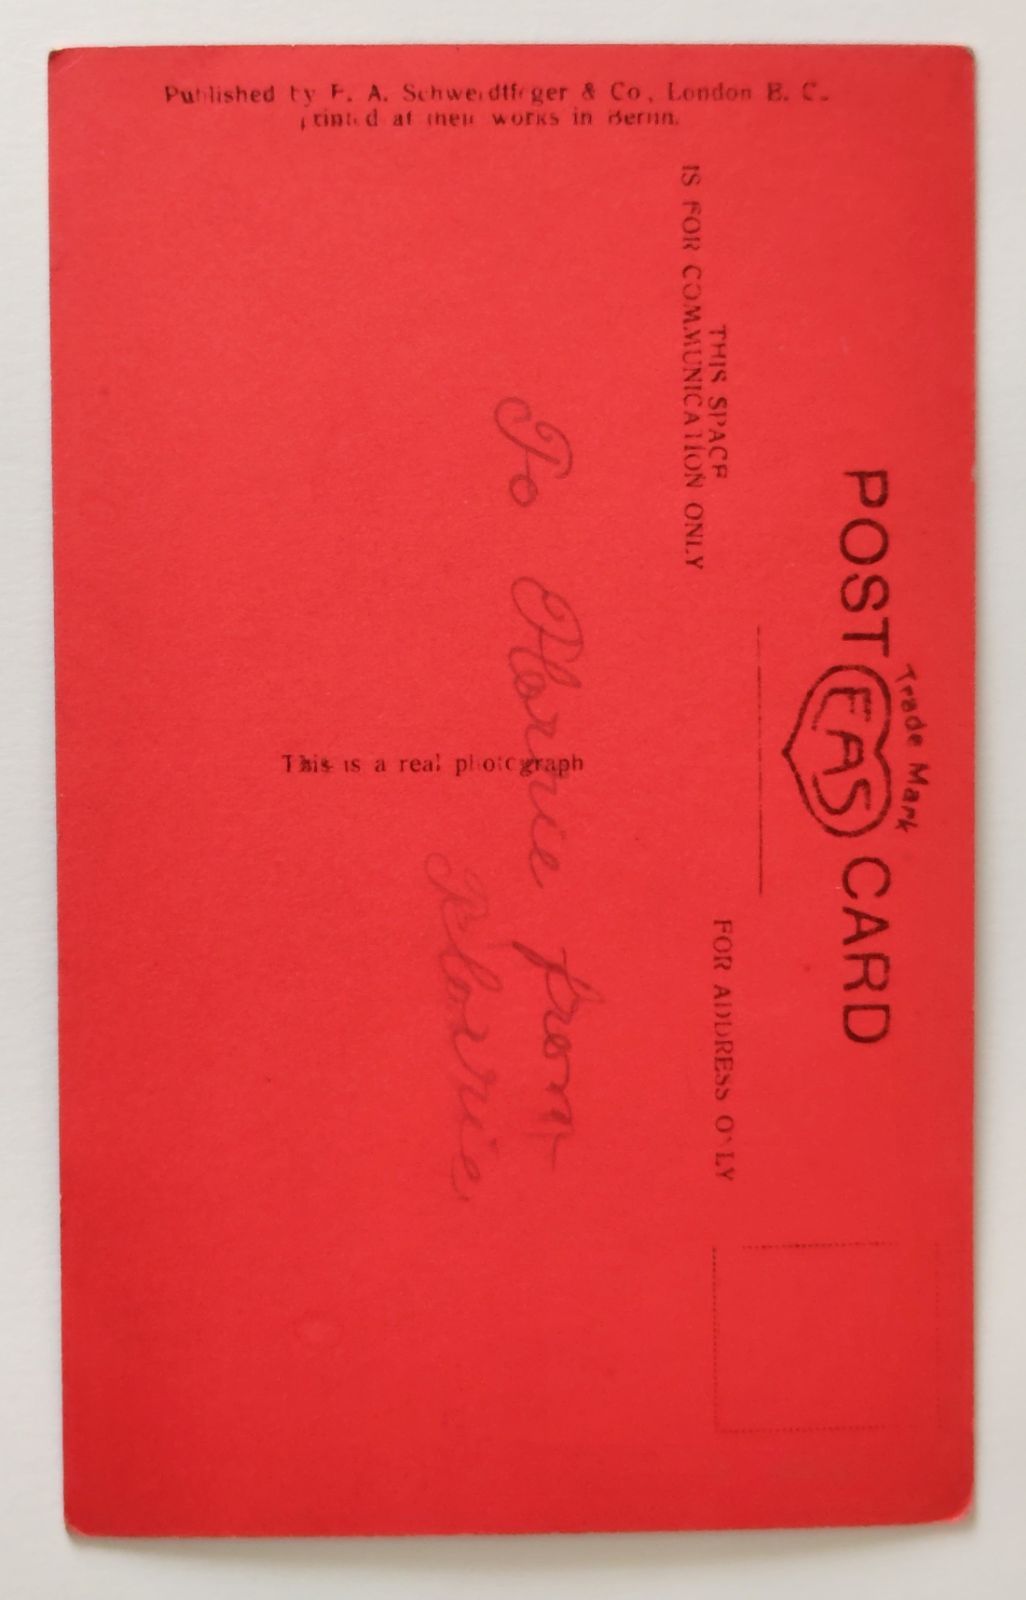 Published by E. A. Schwerdtfeger & Co, London E. C.
Printed at their works in Berlin.
POST CARD
Trade Mark
EAS
THIS SPACE
IS FOR COMMUNICATION ONLY
FOR ADDRESS ONLY
To Florrie from
Florrie
This is a real photograph